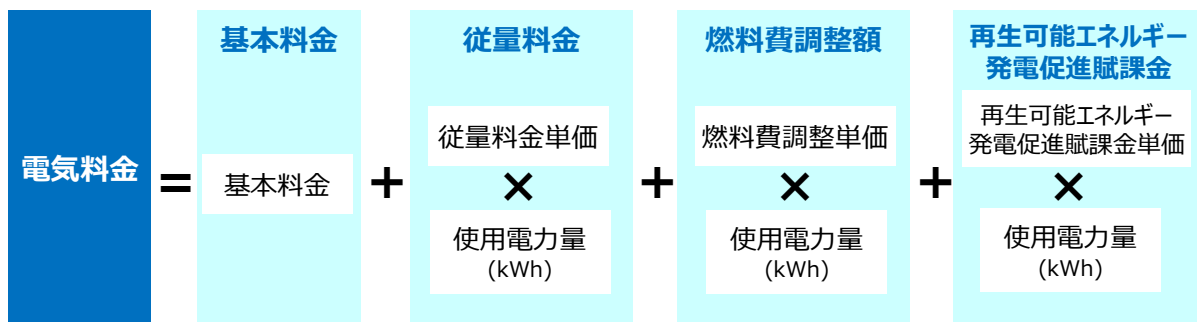 電気料金
=
基本料金
基本料金
+
従量料金
従量料金単価
×
使用電力量
(kWh)
+
燃料費調整額
燃料費調整単価
×
使用電力量
(kWh)
+
再生可能エネルギー
発電促進賦課金
再生可能エネルギー
発電促進賦課金単価
×
使用電力量
(kWh)